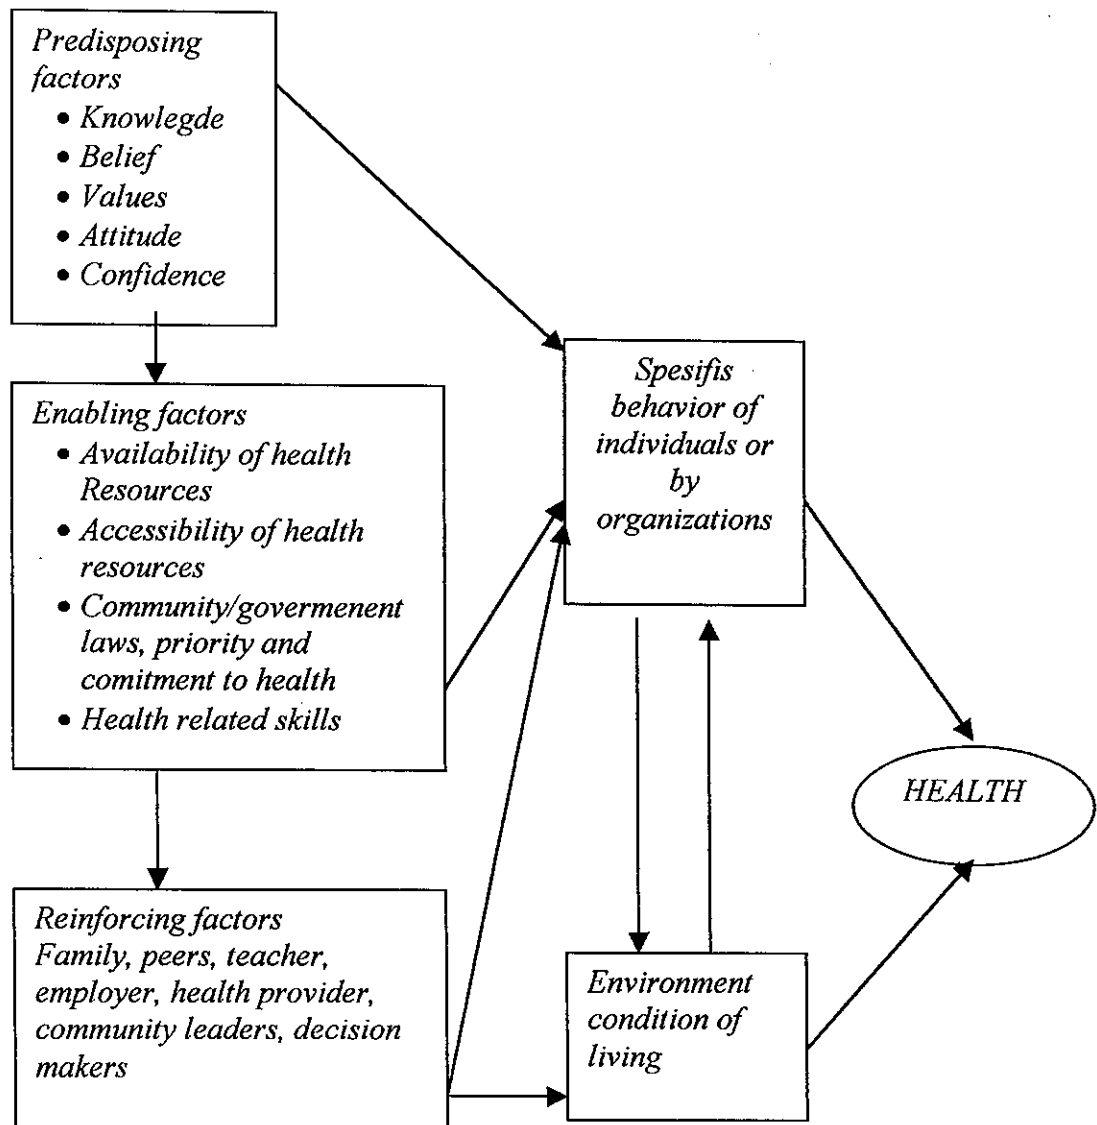 Predisposing
factors
• Knowlegde
• Belief
• Values
• Attitude
• Confidence
Enabling factors
• Availability of health
Resources
• Accessibility of health
resources
• Community/govermenent
laws, priority and
comitment to health
• Health related skills
Reinforcing factors
Family, peers, teacher,
employer, health provider,
community leaders, decision
makers
Spesifis
behavior of
individuals or
by
organizations
Environment
condition of
living
HEALTH